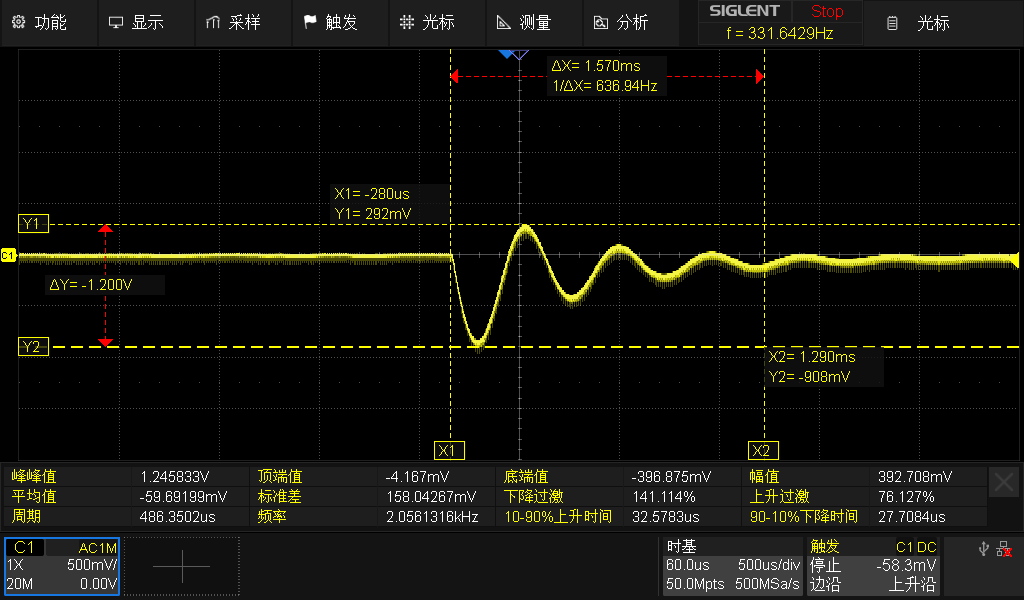 功能 显示 采样 触发 光标 测量 分析 SIGLENT Stop 光标
f = 331.6429Hz
ΔX= 1.570ms
1/ΔX= 636.94Hz
X1= -280us
Y1= 292mV
Y1
C1
ΔY= -1.200V
Y2
X2= 1.290ms
Y2= -908mV
X1 X2
峰峰值 1.245833V 顶端值 -4.167mV 底端值 -396.875mV 幅值 392.708mV
平均值 -59.69199mV 标准差 158.04267mV 下降过激 141.114% 上升过激 76.127%
周期 486.3502us 频率 2.0561316kHz 10-90%上升时间 32.5783us 90-10%下降时间 27.7084us
C1 AC1M 时基 触发 C1 DC
1X 500mV/ 60.0us 500us/div 停止 -58.3mV
20M 0.00V 50.0Mpts 500MSa/s 边沿 上升沿